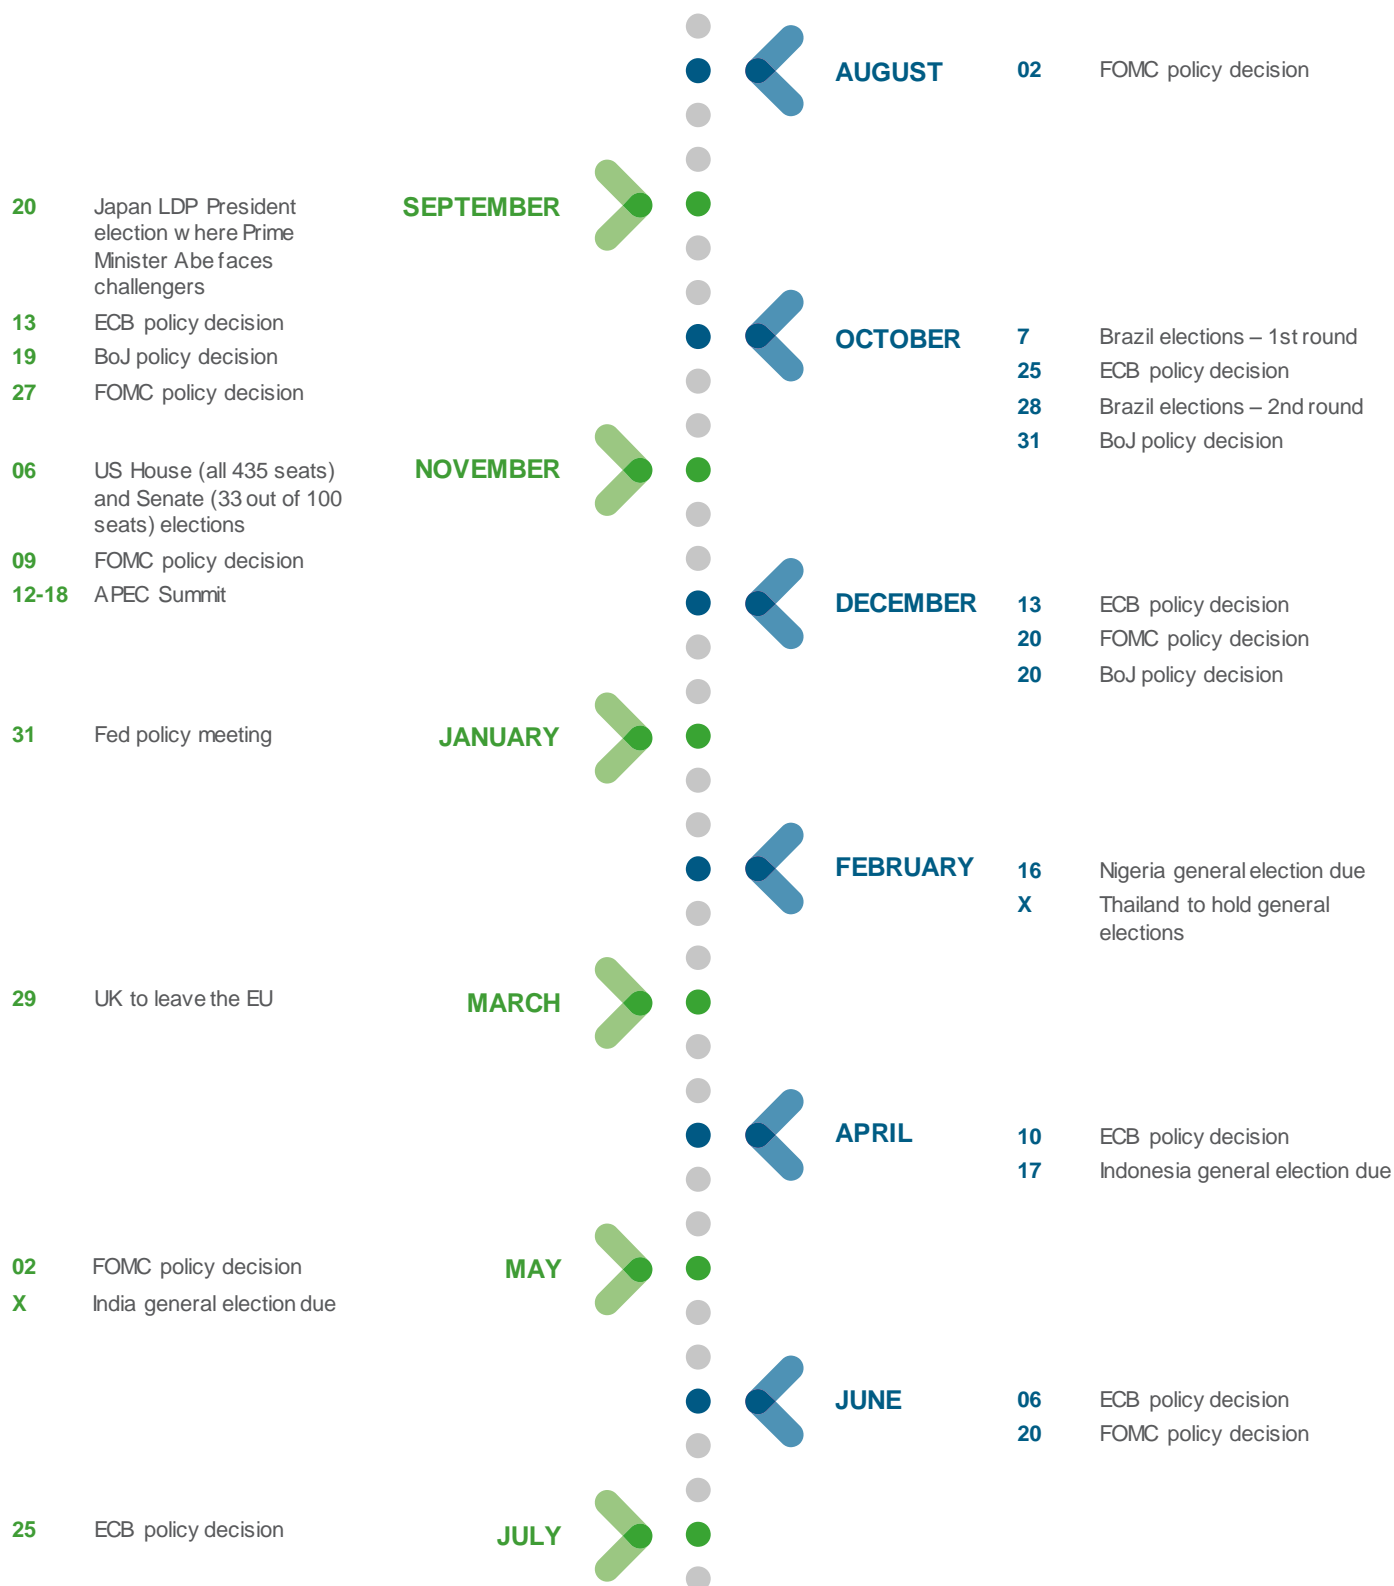 AUGUST
02 FOMC policy decision
SEPTEMBER
20 Japan LDP President
election where Prime
Minister Abe faces
challengers
13 ECB policy decision
19 BoJ policy decision
27 FOMC policy decision
OCTOBER
7 Brazil elections – 1st round
25 ECB policy decision
28 Brazil elections – 2nd round
31 BoJ policy decision
NOVEMBER
06 US House (all 435 seats)
and Senate (33 out of 100
seats) elections
09 FOMC policy decision
12-18 APEC Summit
DECEMBER
13 ECB policy decision
20 FOMC policy decision
20 BoJ policy decision
JANUARY
31 Fed policy meeting
FEBRUARY
16 Nigeria general election due
X Thailand to hold general
elections
MARCH
29 UK to leave the EU
APRIL
10 ECB policy decision
17 Indonesia general election due
MAY
02 FOMC policy decision
X India general election due
JUNE
06 ECB policy decision
20 FOMC policy decision
JULY
25 ECB policy decision